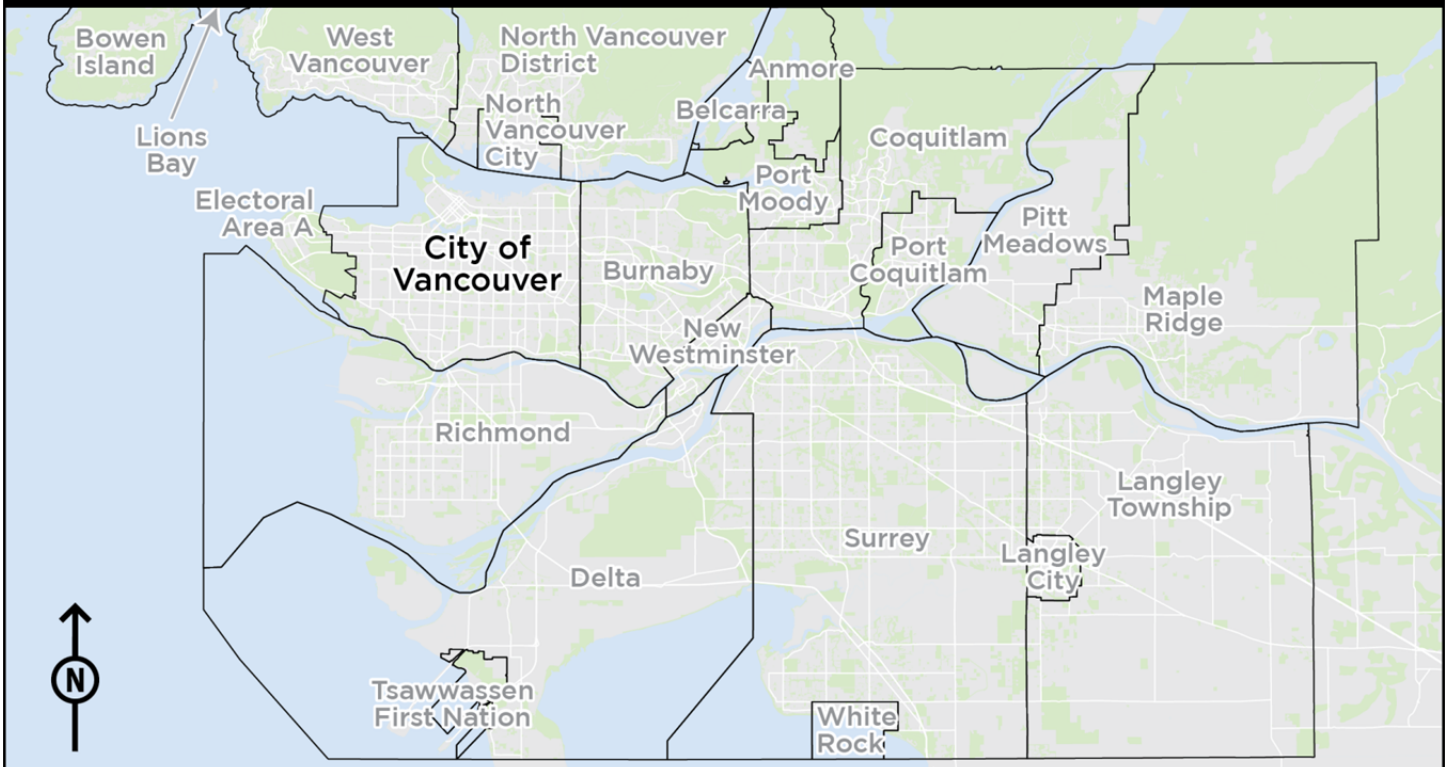 Bowen
Island
West
Vancouver
North Vancouver
District
Anmore
North
Vancouver
City
Belcarra
Lions
Bay
Coquitlam
Port
Moody
Electoral
Area A
City of
Vancouver
Burnaby
Port
Coquitlam
Pitt
Meadows
Maple
Ridge
New
Westminster
Richmond
Langley
Township
Surrey
Langley
City
Delta
N
Tsawwassen
First Nation
White
Rock